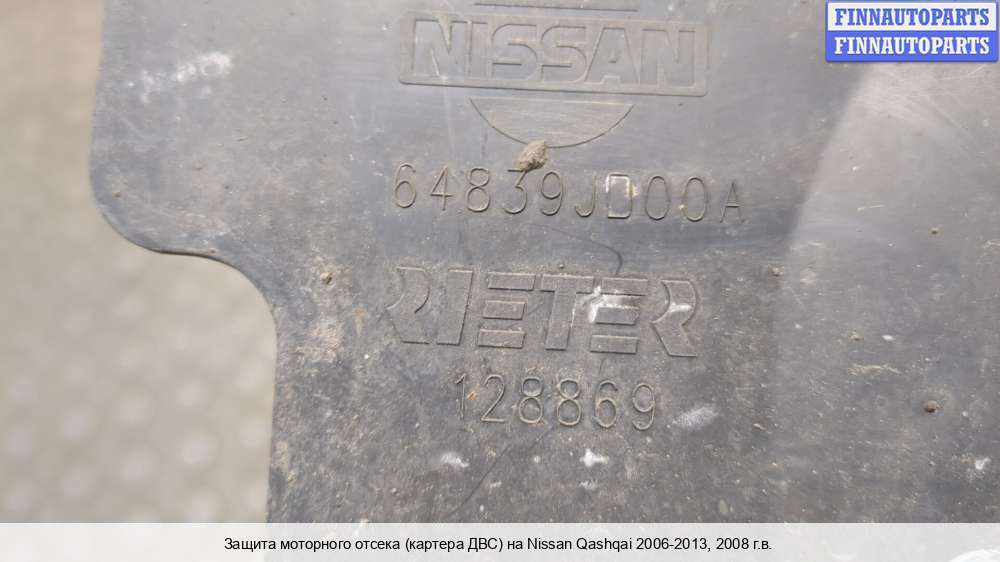 FINNAUTOPARTS
FINNAUTOPARTS
NISSAN
64839JD00A
RIETER
128869
Защита моторного отсека (картера ДВС) на Nissan Qashqai 2006-2013, 2008 г.в.